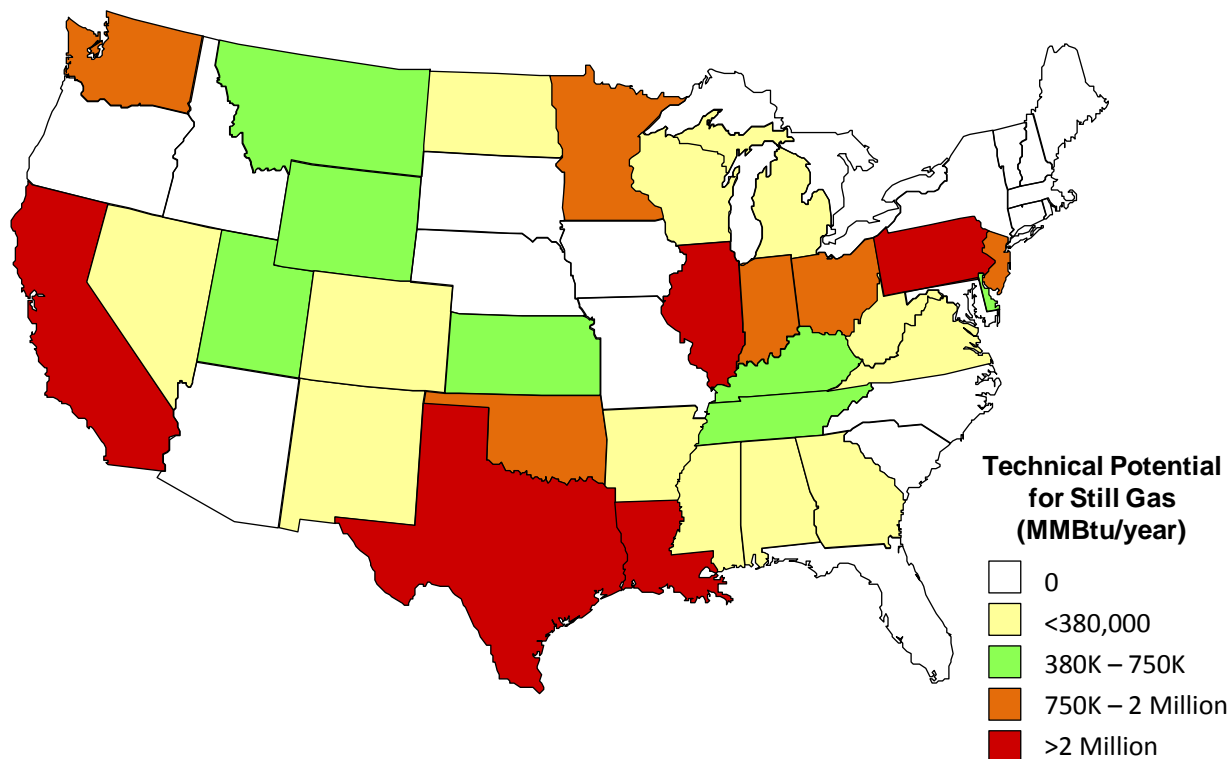 Technical Potential
for Still Gas
(MMBtu/year)
0
<380,000
380K – 750K
750K – 2 Million
>2 Million